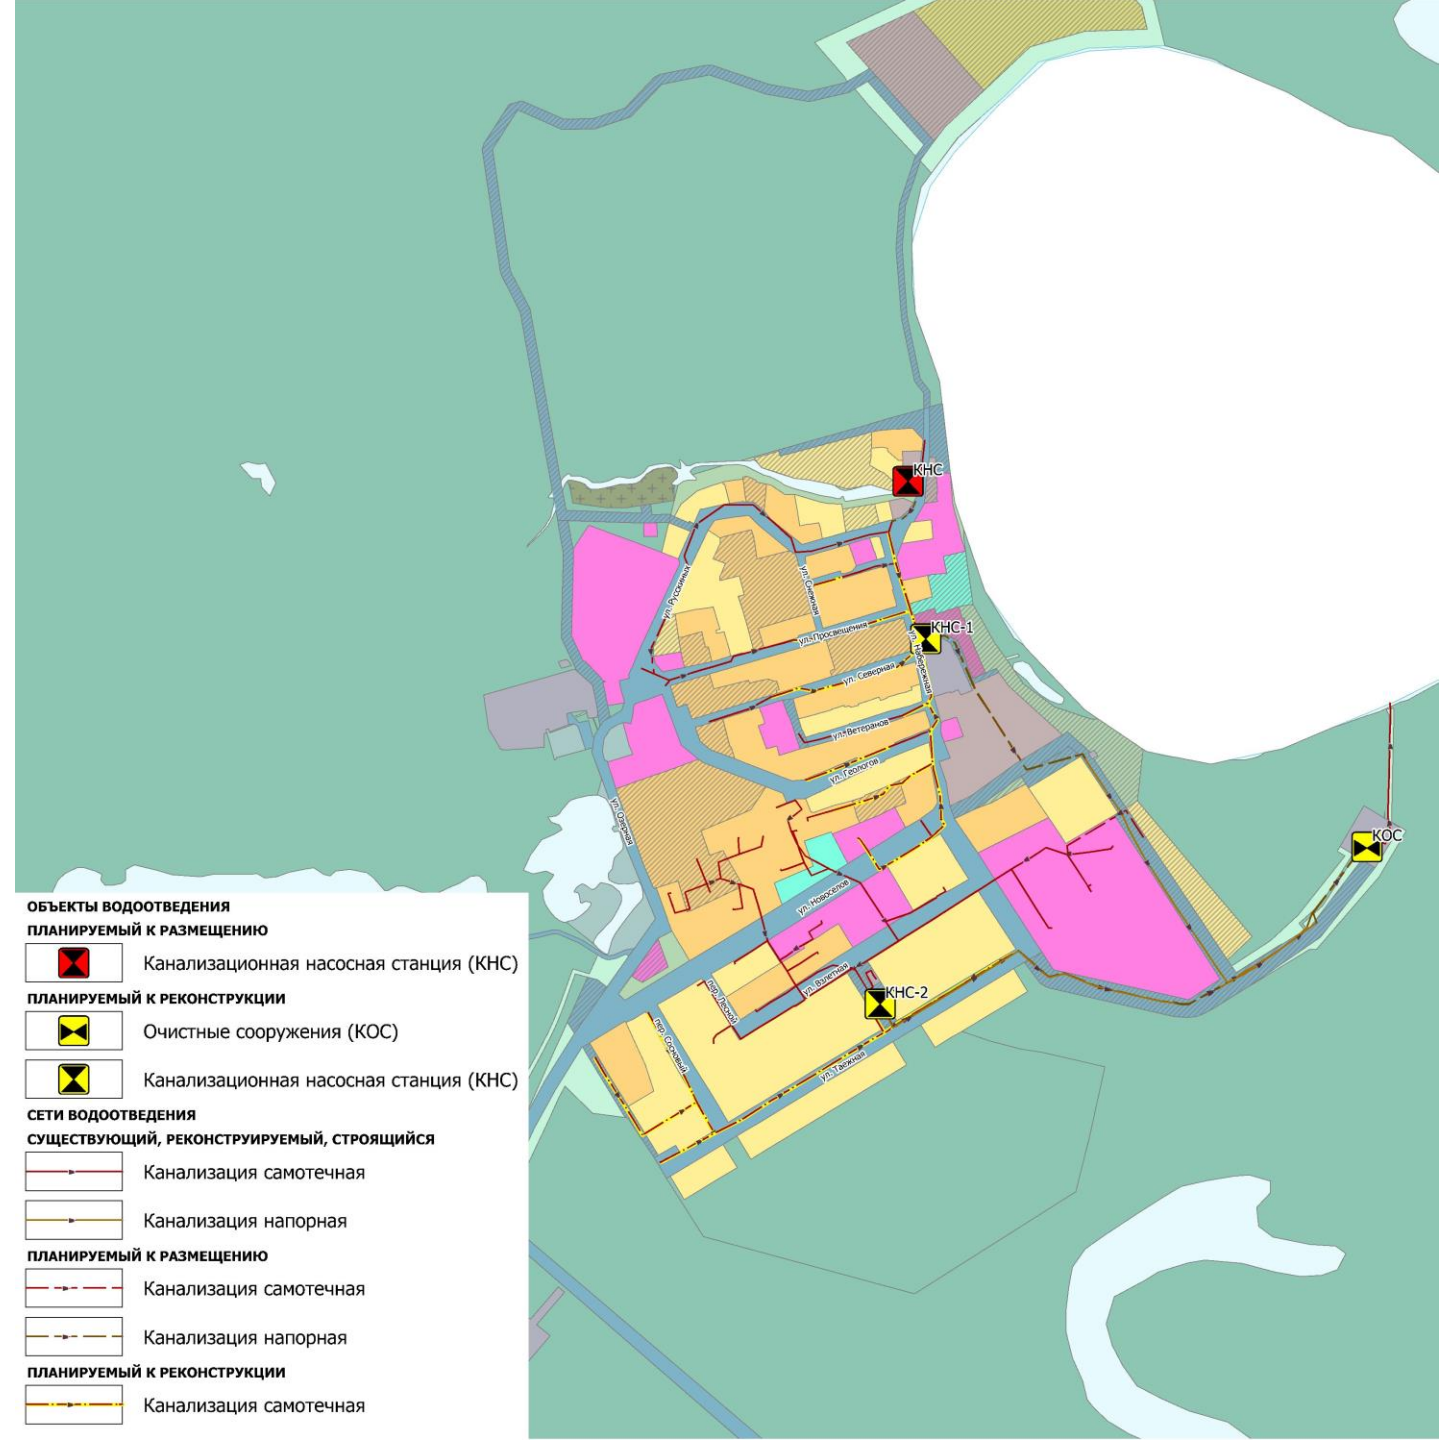 КНС
КНС-1
ул. Русскиных
ул. Снежная
ул. Просвещения
ул. Набережная
ул. Северная
ул. Ветеранов
ул. Геологов
ул. Озерная
КОС
ул. Новоселов
ул. Взлетная
КНС-2
пер. Лесной
пер. Сосновый
ул. Таежная
ОБЪЕКТЫ ВОДООТВЕДЕНИЯ
ПЛАНИРУЕМЫЙ К РАЗМЕЩЕНИЮ
Канализационная насосная станция (КНС)
ПЛАНИРУЕМЫЙ К РЕКОНСТРУКЦИИ
Очистные сооружения (КОС)
Канализационная насосная станция (КНС)
СЕТИ ВОДООТВЕДЕНИЯ
СУЩЕСТВУЮЩИЙ, РЕКОНСТРУИРУЕМЫЙ, СТРОЯЩИЙСЯ
Канализация самотечная
Канализация напорная
ПЛАНИРУЕМЫЙ К РАЗМЕЩЕНИЮ
Канализация самотечная
Канализация напорная
ПЛАНИРУЕМЫЙ К РЕКОНСТРУКЦИИ
Канализация самотечная